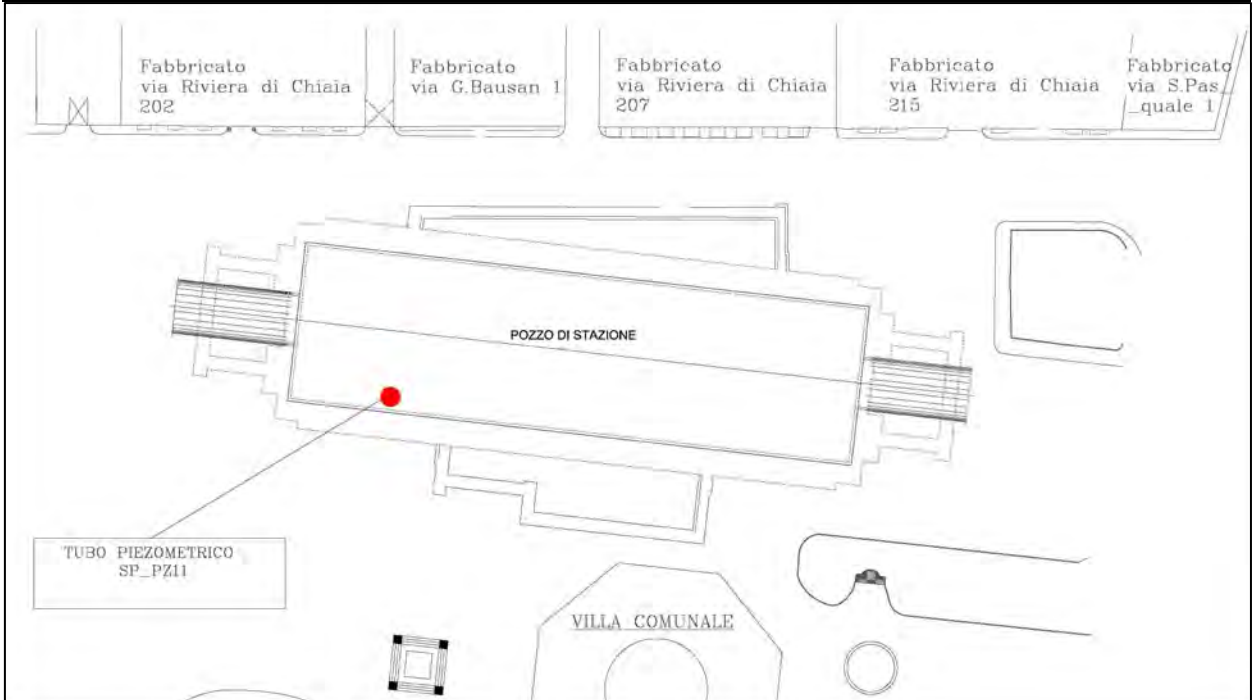 Fabbricato
via Riviera di Chiaia
202
Fabbricato
via G.Bausan 1
Fabbricato
via Riviera di Chiaia
207
Fabbricato
via Riviera di Chiaia
215
Fabbricato
via S.Pas_
_quale 1
POZZO DI STAZIONE
TUBO PIEZOMETRICO
SP_PZ11
VILLA COMUNALE